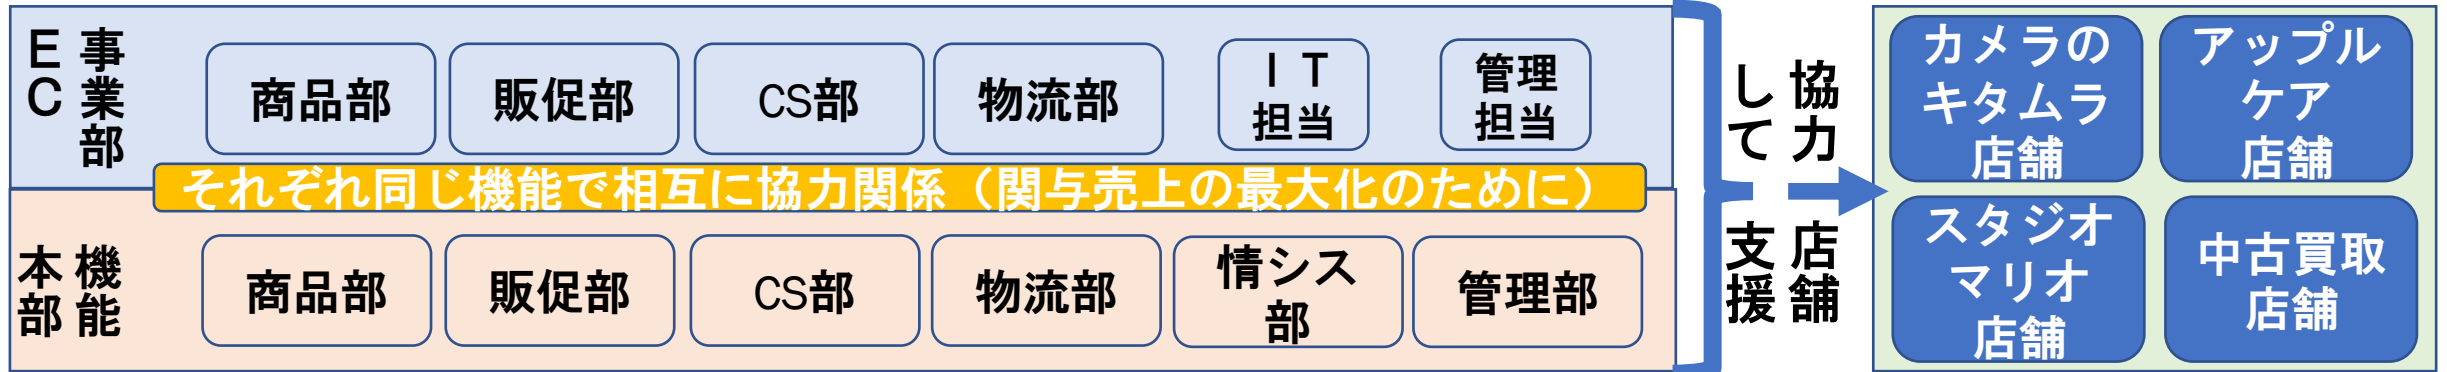 EC
事業部
商品部
販促部
CS部
物流部
IT
担当
管理
担当
それぞれ同じ機能で相互に協力関係（関与売上の最大化のために）
機能
本部
商品部
販促部
CS部
物流部
情シス
部
管理部
協力
して
店舗
支援
カメラの
キタムラ
店舗
アップル
ケア
店舗
スタジオ
マリオ
店舗
中古買取
店舗